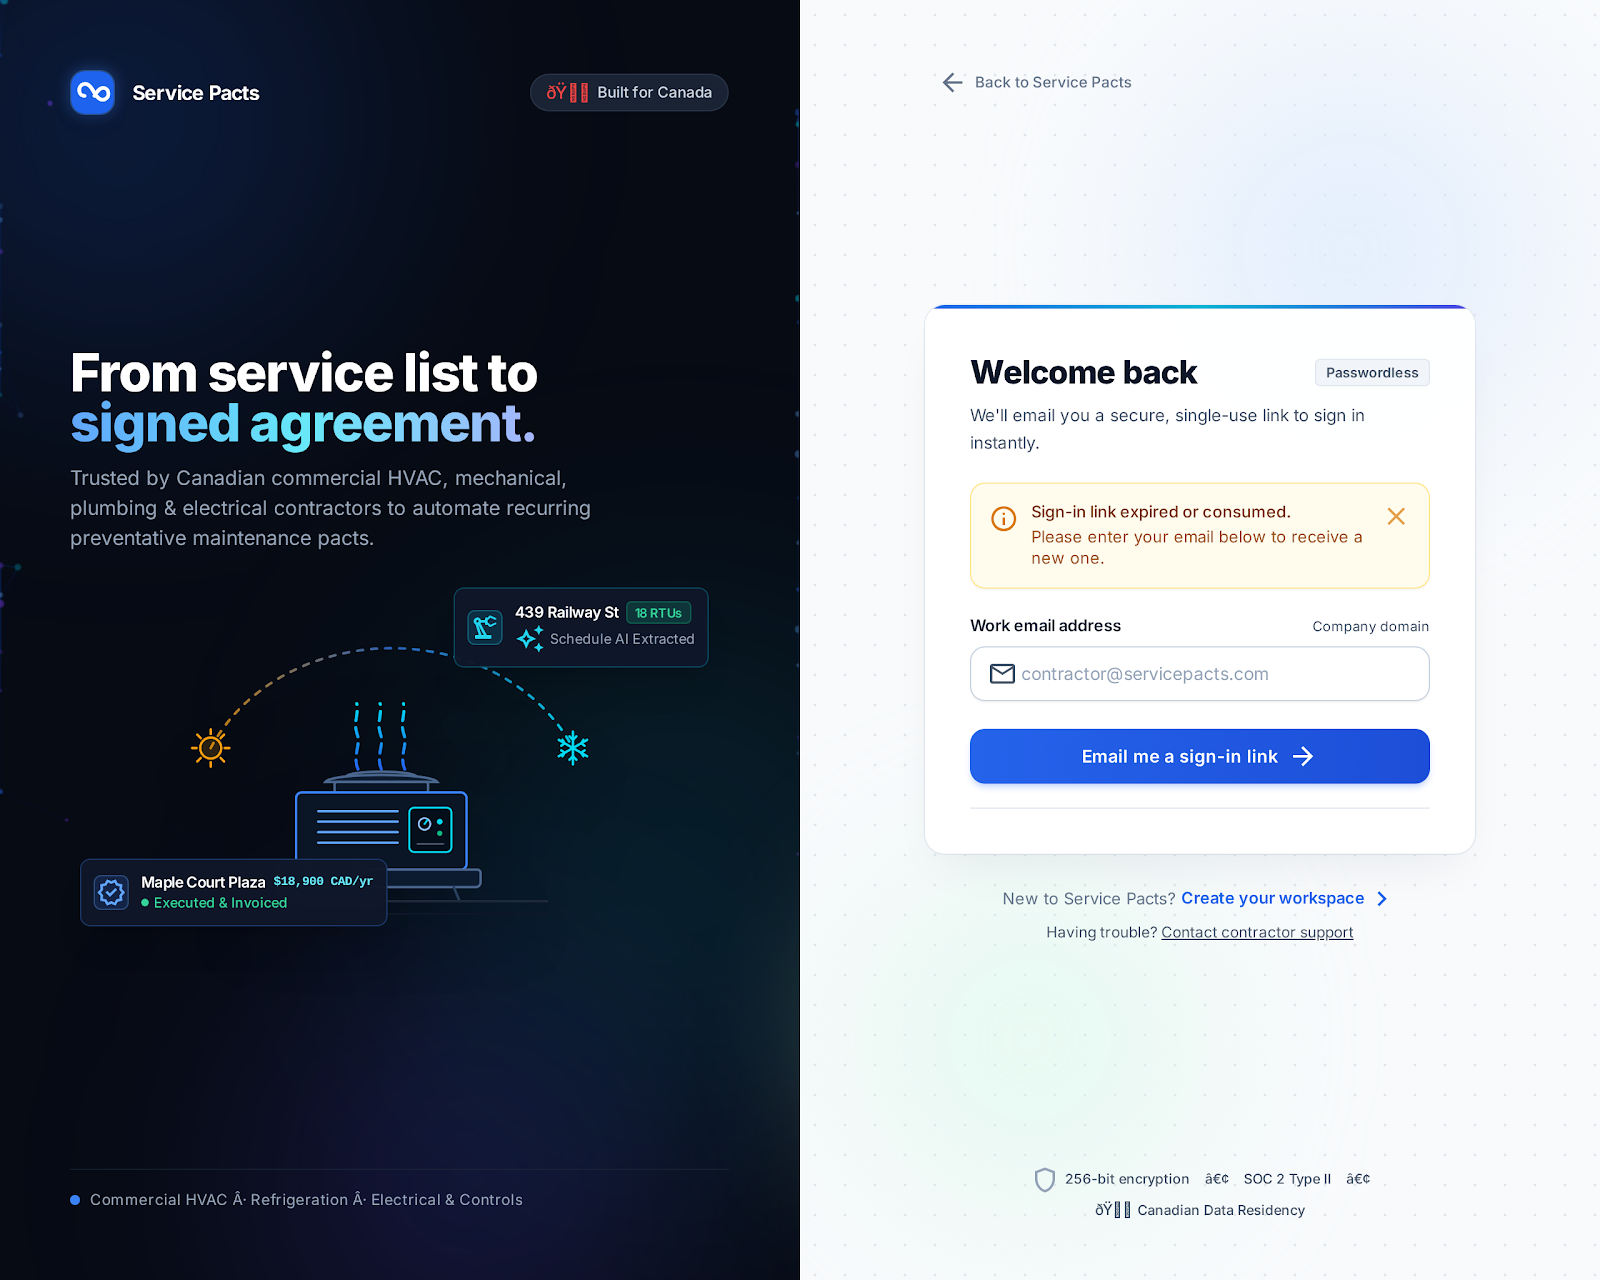 Service Pacts
ðŸ Built for Canada
From service list to
signed agreement.
Trusted by Canadian commercial HVAC, mechanical,
plumbing & electrical contractors to automate recurring
preventative maintenance pacts.
439 Railway St 18 RTUs
Schedule AI Extracted
Maple Court Plaza $18,900 CAD/yr
Executed & Invoiced
Commercial HVAC Â· Refrigeration Â· Electrical & Controls
Back to Service Pacts
Welcome back
Passwordless
We'll email you a secure, single-use link to sign in
instantly.
Sign-in link expired or consumed.
Please enter your email below to receive a
new one.
Work email address
Company domain
contractor@servicepacts.com
Email me a sign-in link
New to Service Pacts? Create your workspace
Having trouble? Contact contractor support
256-bit encryption â€¢ SOC 2 Type II â€¢
ðŸ Canadian Data Residency